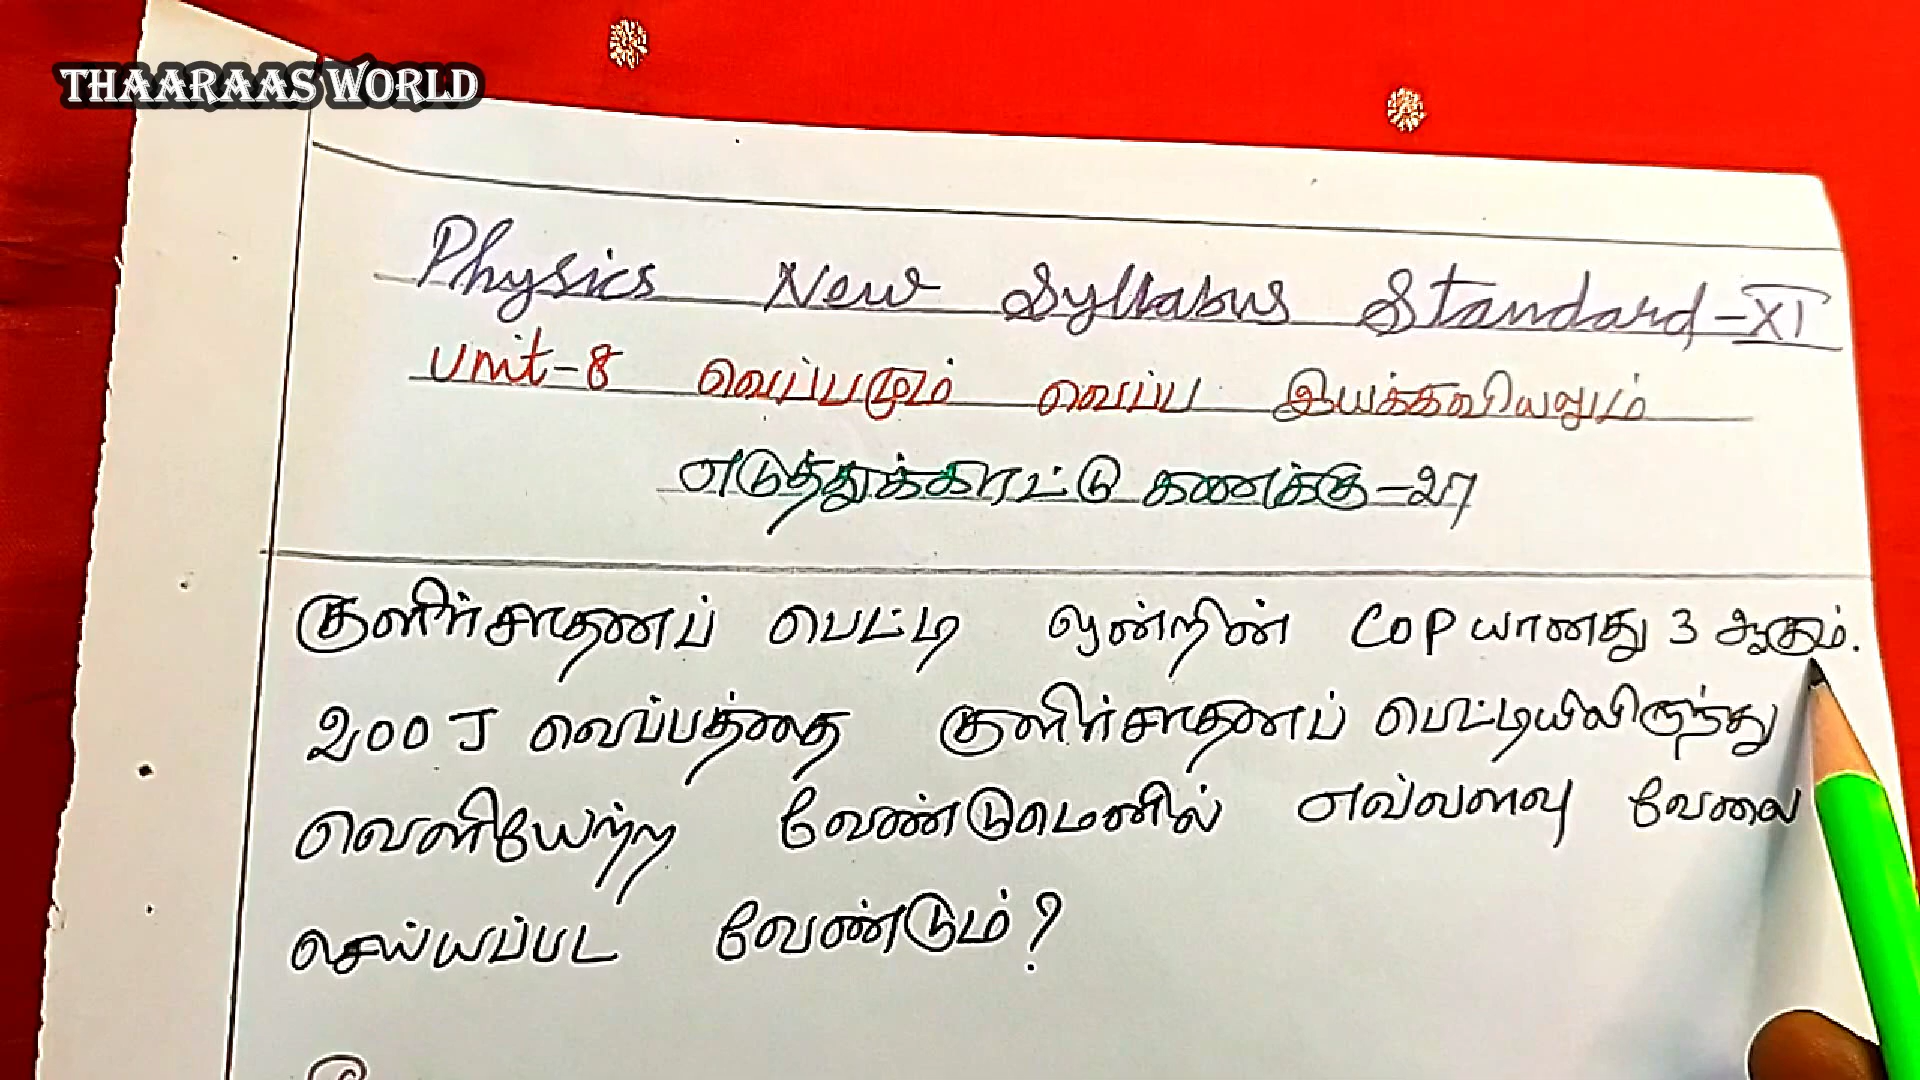 THAARAAS WORLD
Physics New Syllabus Standard-XI
Unit-8 வெப்பமும் வெப்ப இயக்கவியலும்
எடுத்துக்காட்டு கணக்கு-27
குளிர்சாதனப் பெட்டி ஒன்றின் COP யானது 3 ஆகும்.
200 J வெப்பத்தை குளிர்சாதனப் பெட்டியிலிருந்து
வெளியேற்ற வேண்டுமெனில் எவ்வளவு வேலை
செய்யப்பட வேண்டும்?